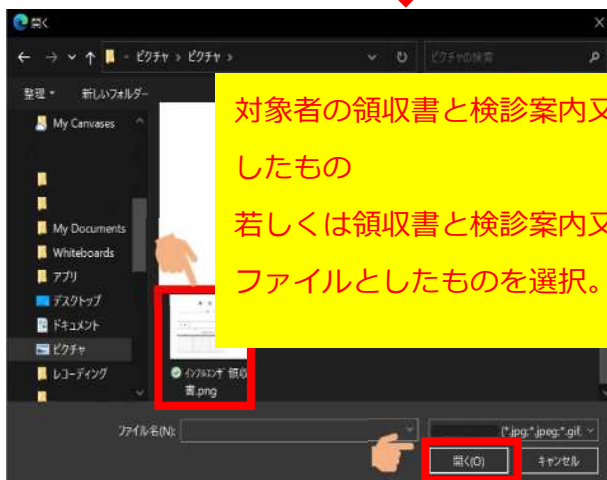 開く
ピクチャ > ピクチャ >
ピクチャの検索
整理
新しいフォルダー
対象者の領収書と検診案内又
したもの
若しくは領収書と検診案内又
ファイルとしたものを選択。
My Canvases
My Documents
Whiteboards
アプリ
デスクトップ
ドキュメント
ピクチャ
レコーディング
インフルエンザ 領収
書.png
ファイル名(N):
(*.jpg;*.jpeg;*.gif;
開く(O)
キャンセル